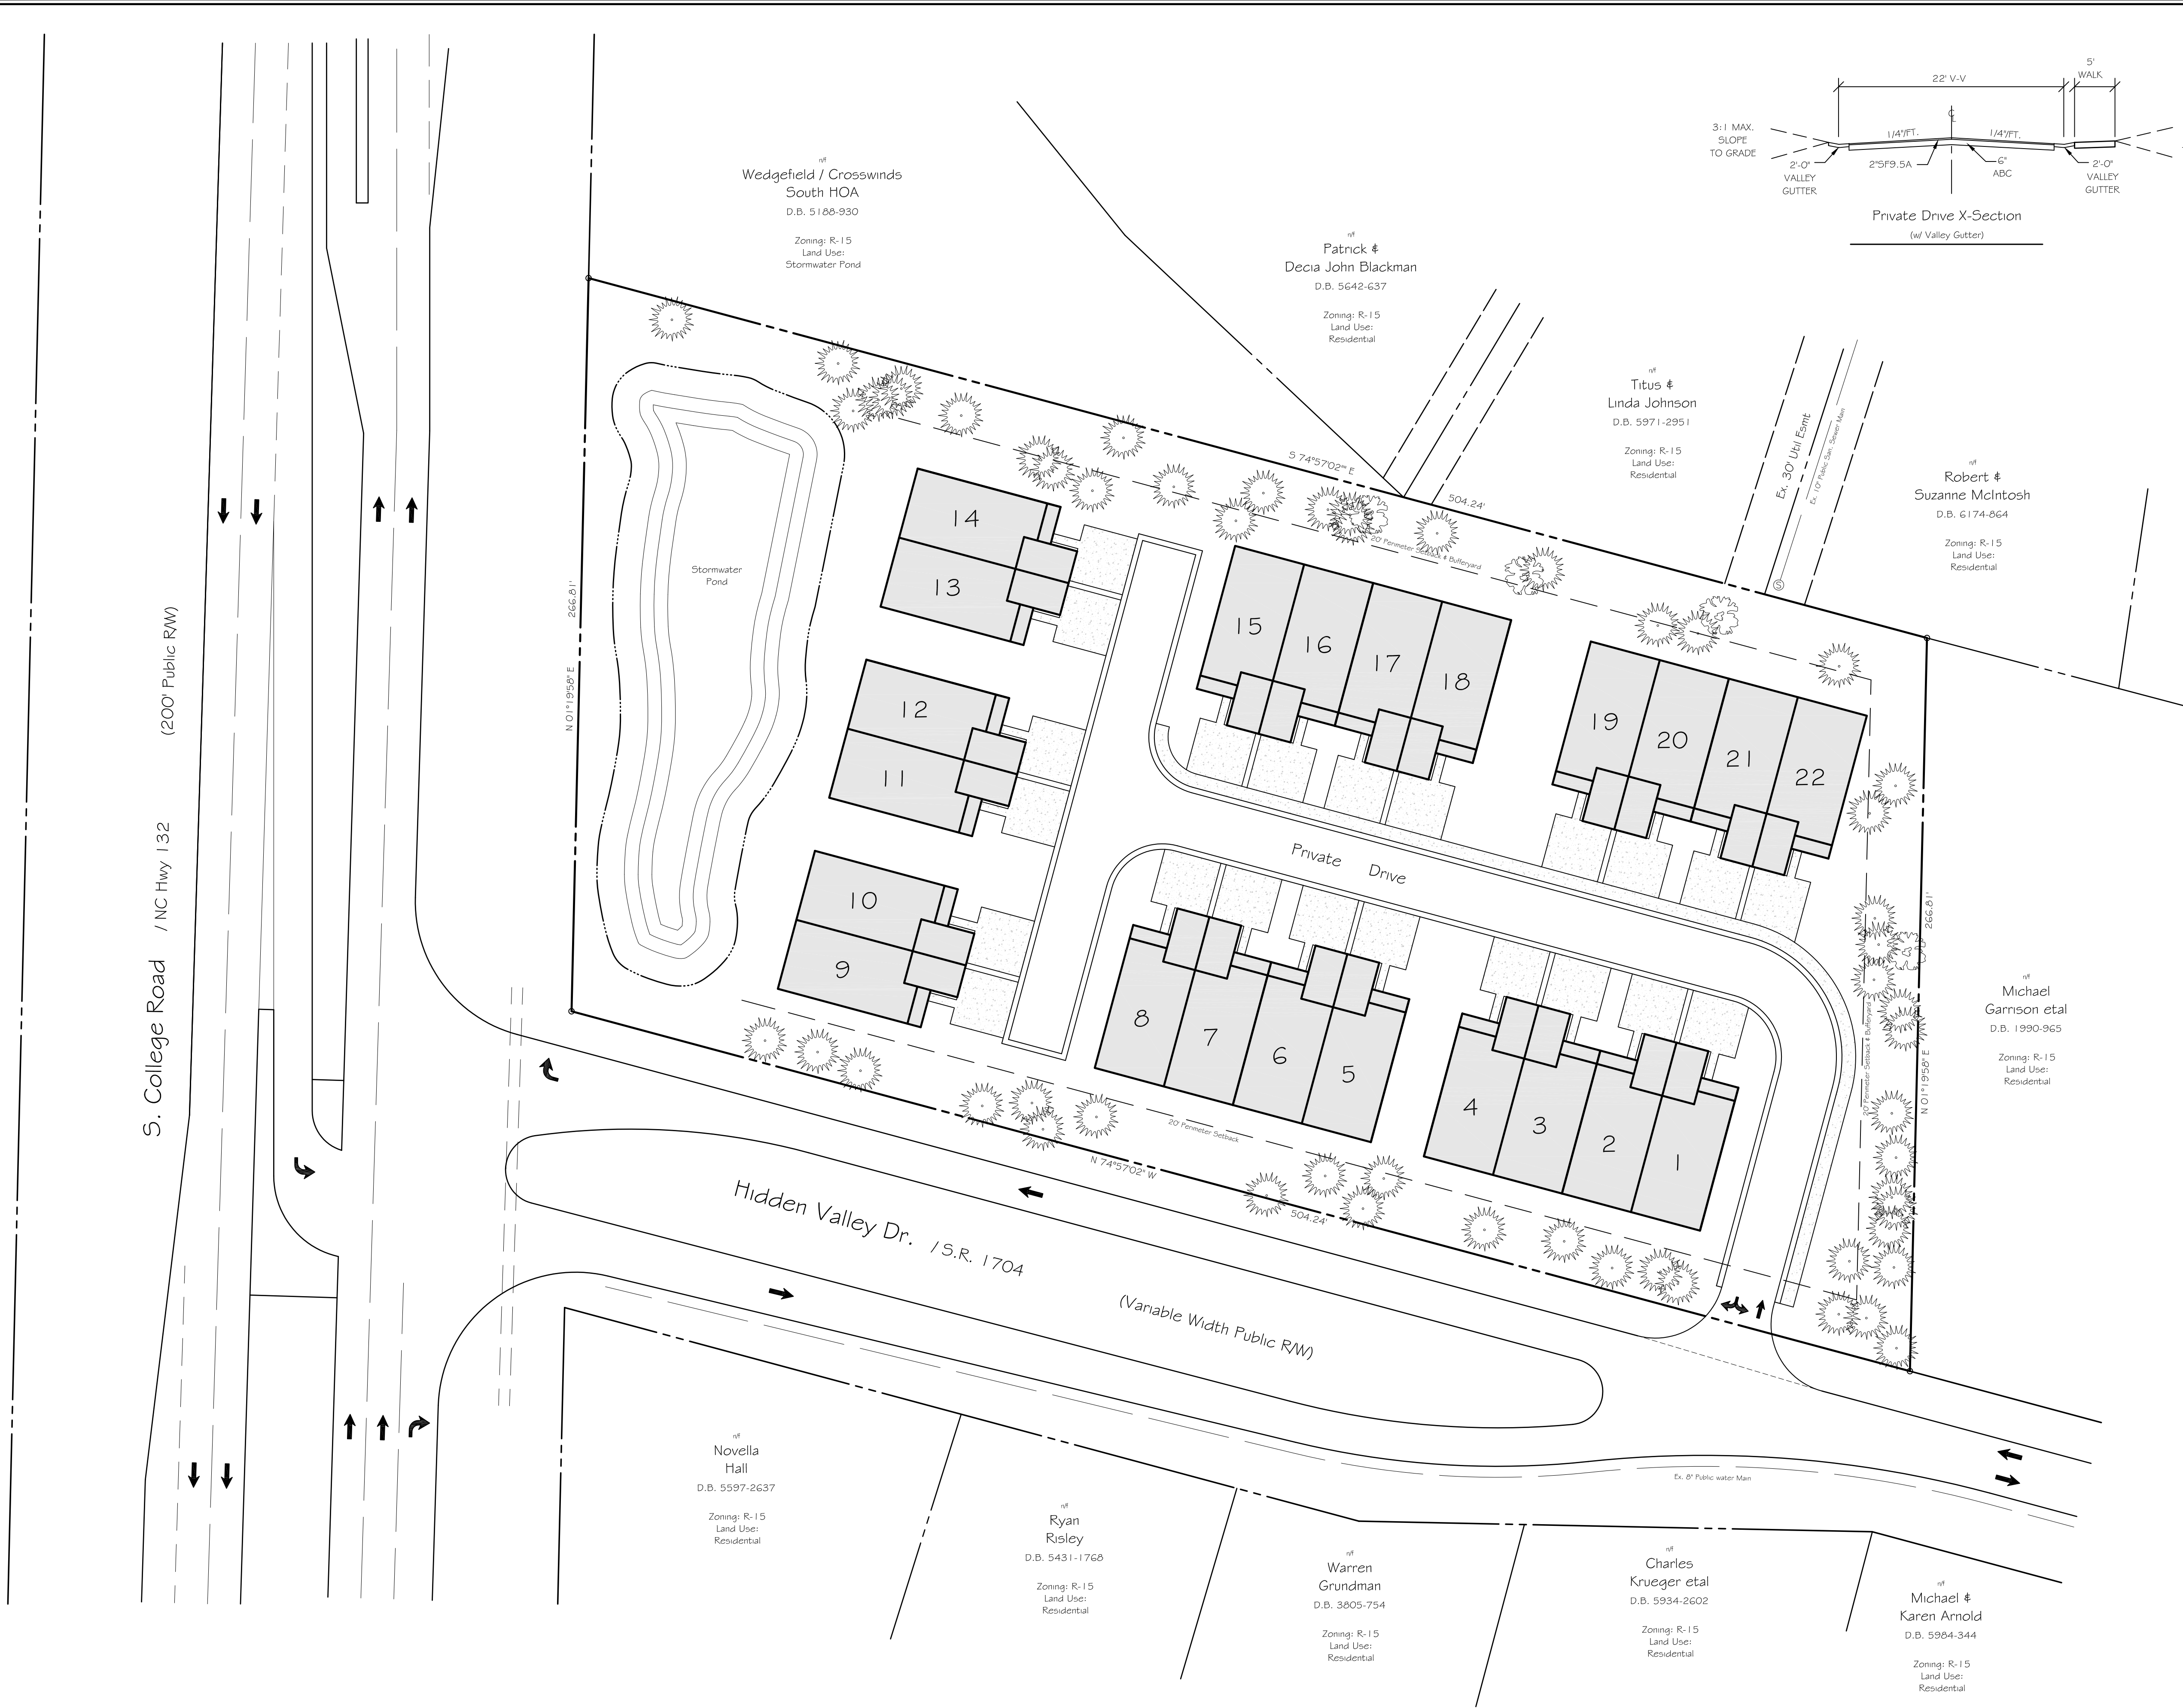 5'
WALK
22' V-V
C
L
1/4"/FT.
1/4"/FT.
3:1 MAX.
SLOPE
TO GRADE
2'-0"
VALLEY
GUTTER
2"SF9.5A
6"
ABC
2'-0"
VALLEY
GUTTER
Private Drive X-Section
(w/ Valley Gutter)
n/f
Wedgefield / Crosswinds
South HOA
D.B. 5188-930
Zoning: R-15
Land Use:
Stormwater Pond
n/f
Patrick &
Decia John Blackman
D.B. 5642-637
Zoning: R-15
Land Use:
Residential
n/f
Titus &
Linda Johnson
D.B. 5971-2951
Zoning: R-15
Land Use:
Residential
Ex. 30' Util Esmt
Ex. 10" Public San. Sewer Main
S
n/f
Robert &
Suzanne McIntosh
D.B. 6174-864
Zoning: R-15
Land Use:
Residential
S 74°57'02" E
504.24'
20' Perimeter Setback & Bufferyard
Stormwater
Pond
266.81'
N 01°19'58" E
14
13
12
11
10
9
15
16
17
18
19
20
21
22
Private Drive
8
7
6
5
4
3
2
1
266.81'
N 01°19'58" E
20' Perimeter Setback & Bufferyard
n/f
Michael
Garrison etal
D.B. 1990-965
Zoning: R-15
Land Use:
Residential
S. College Road / NC Hwy 132 (200' Public R/W)
20' Perimeter Setback
N 74°57'02" W
504.24'
Hidden Valley Dr. / S.R. 1704
(Variable Width Public R/W)
Ex. 8" Public water Main
n/f
Novella
Hall
D.B. 5597-2637
Zoning: R-15
Land Use:
Residential
n/f
Ryan
Risley
D.B. 5431-1768
Zoning: R-15
Land Use:
Residential
n/f
Warren
Grundman
D.B. 3805-754
Zoning: R-15
Land Use:
Residential
n/f
Charles
Krueger etal
D.B. 5934-2602
Zoning: R-15
Land Use:
Residential
n/f
Michael &
Karen Arnold
D.B. 5984-344
Zoning: R-15
Land Use:
Residential